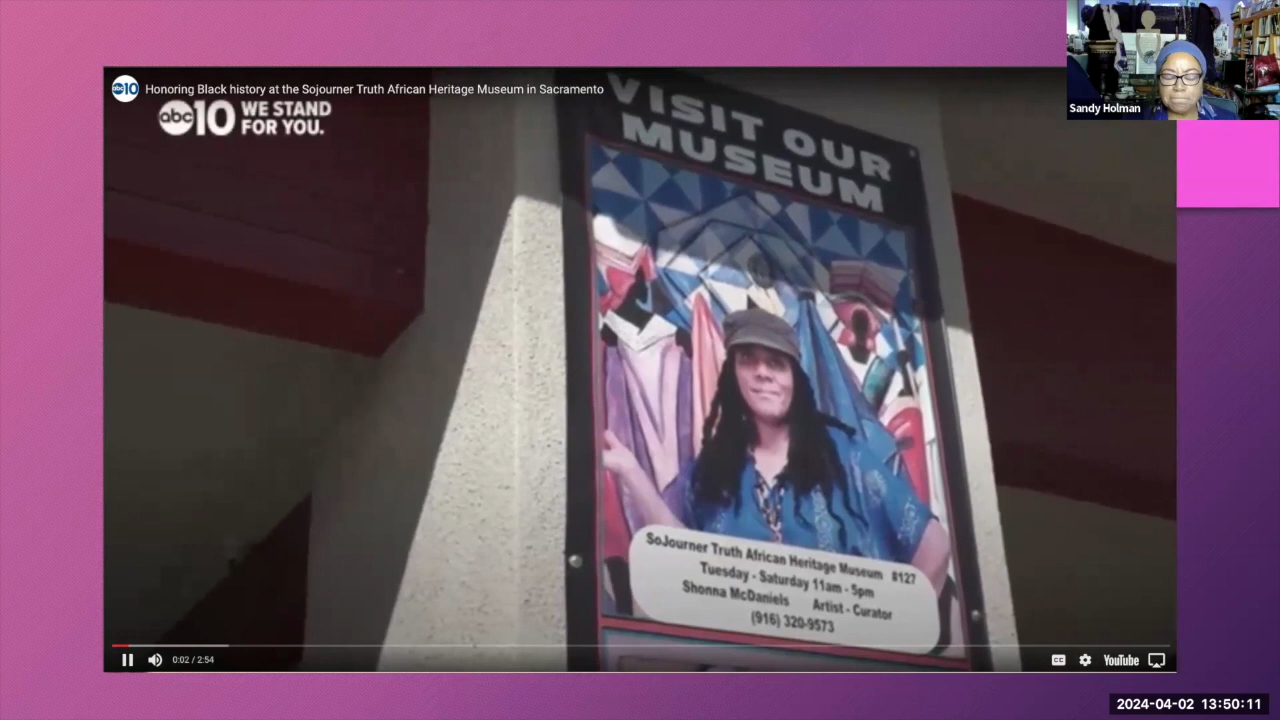 abc10
Honoring Black history at the Sojourner Truth African Heritage Museum in Sacramento
abc10 WE STAND
FOR YOU.
VISIT OUR
MUSEUM
SoJourner Truth African Heritage Museum #127
Tuesday - Saturday 11am - 5pm
Shonna McDaniels Artist - Curator
(916) 320-9573
0:02 / 2:54
CC
YouTube
Sandy Holman
2024-04-02 13:50:11